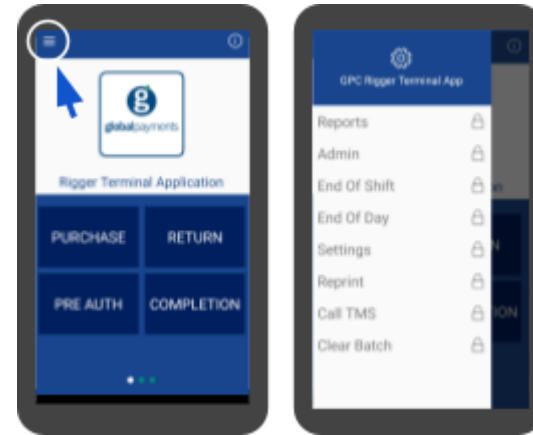 g
globalpayments
Rigger Terminal Application
PURCHASE
RETURN
PRE AUTH
COMPLETION
GPC Rigger Terminal App
Reports
Admin
End Of Shift
End Of Day
Settings
Reprint
Call TMS
Clear Batch
N
ION